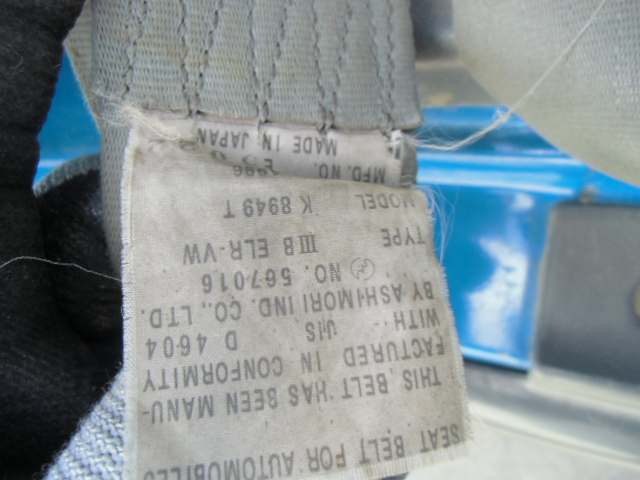 SEAT BELT FOR AUTOMOBILES
THIS BELT HAS BEEN MANU-
FACTURED IN CONFORMITY
WITH JIS D 4604
BY ASHIMORI IND. CO., LTD.
NO. 567016
TYPE III B ELR-VW
MODEL K 8949 T
MFD. NO.
MADE IN JAPAN